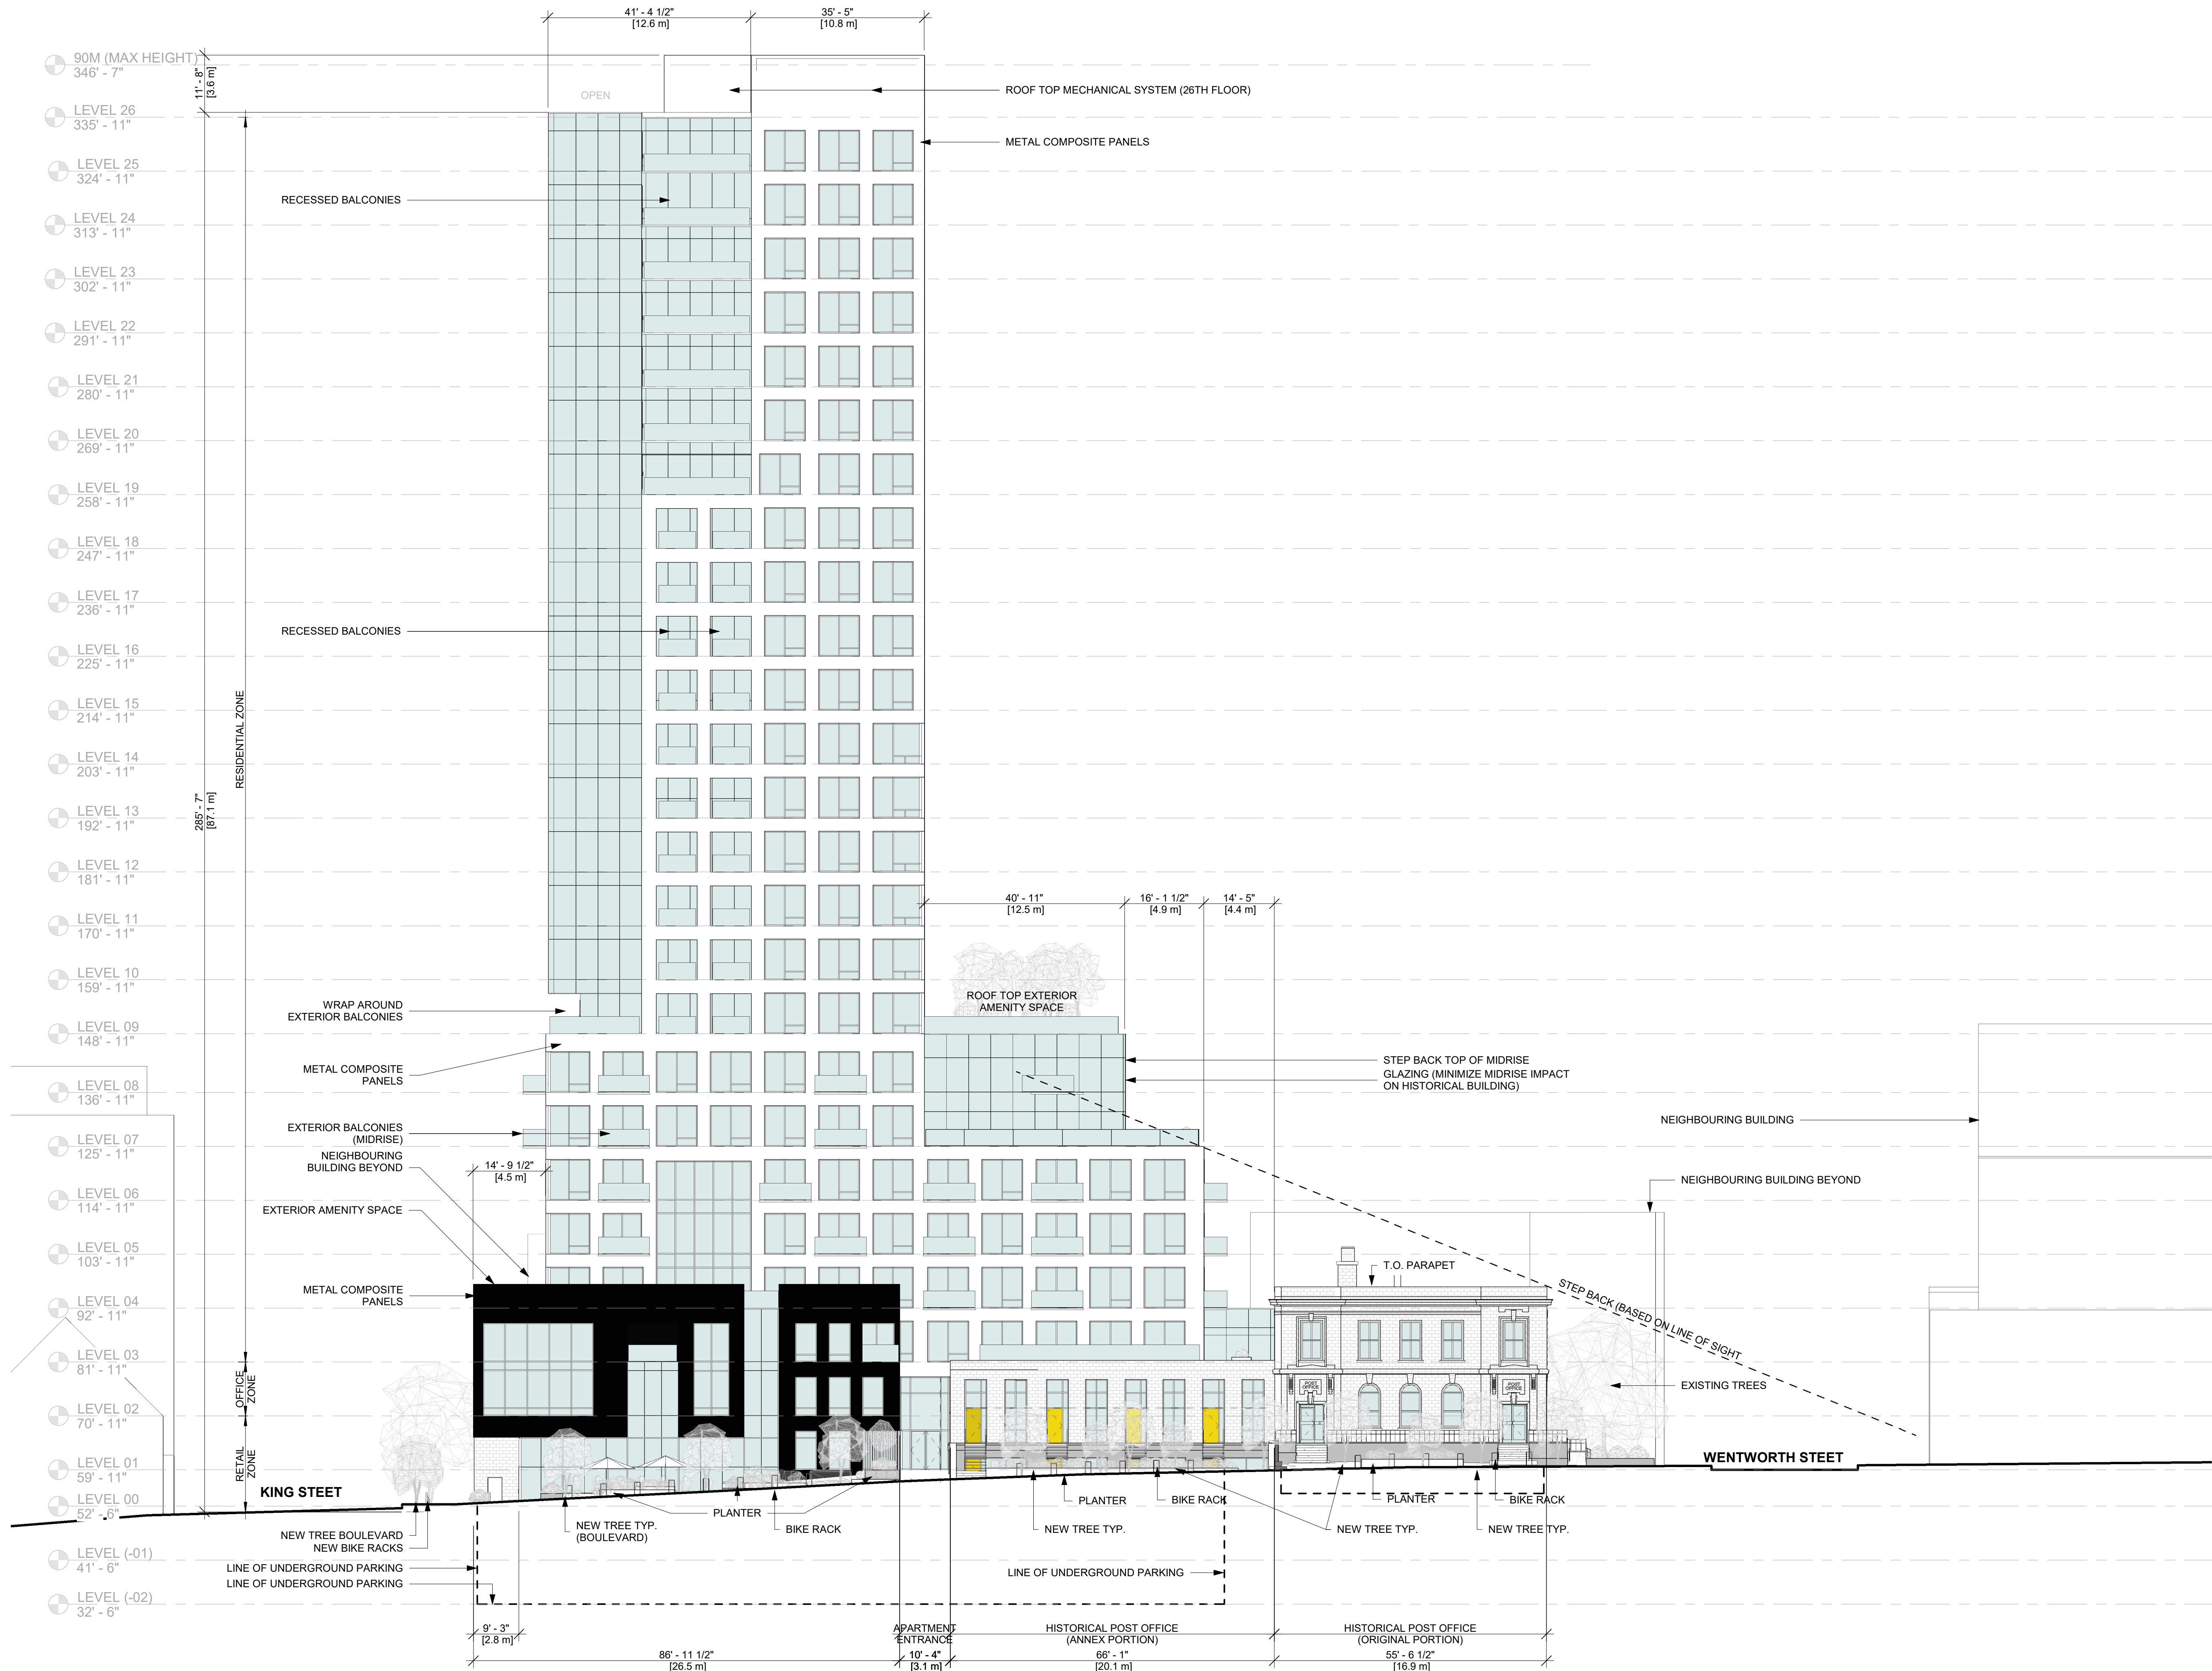 41' - 4 1/2"
[12.6 m]
35' - 5"
[10.8 m]
90M (MAX HEIGHT)
346' - 7"
11' - 8"
[3.6 m]
OPEN
ROOF TOP MECHANICAL SYSTEM (26TH FLOOR)
LEVEL 26
335' - 11"
METAL COMPOSITE PANELS
LEVEL 25
324' - 11"
RECESSED BALCONIES
LEVEL 24
313' - 11"
LEVEL 23
302' - 11"
LEVEL 22
291' - 11"
LEVEL 21
280' - 11"
LEVEL 20
269' - 11"
LEVEL 19
258' - 11"
LEVEL 18
247' - 11"
LEVEL 17
236' - 11"
RECESSED BALCONIES
LEVEL 16
225' - 11"
LEVEL 15
214' - 11"
RESIDENTIAL ZONE
LEVEL 14
203' - 11"
285' - 7"
[87.1 m]
LEVEL 13
192' - 11"
LEVEL 12
181' - 11"
40' - 11"
[12.5 m]
16' - 1 1/2"
[4.9 m]
14' - 5"
[4.4 m]
LEVEL 11
170' - 11"
LEVEL 10
159' - 11"
WRAP AROUND
EXTERIOR BALCONIES
ROOF TOP EXTERIOR
AMENITY SPACE
LEVEL 09
148' - 11"
METAL COMPOSITE
PANELS
STEP BACK TOP OF MIDRISE
GLAZING (MINIMIZE MIDRISE IMPACT
ON HISTORICAL BUILDING)
LEVEL 08
136' - 11"
NEIGHBOURING BUILDING
EXTERIOR BALCONIES
(MIDRISE)
LEVEL 07
125' - 11"
NEIGHBOURING
BUILDING BEYOND
14' - 9 1/2"
[4.5 m]
NEIGHBOURING BUILDING BEYOND
LEVEL 06
114' - 11"
EXTERIOR AMENITY SPACE
LEVEL 05
103' - 11"
T.O. PARAPET
METAL COMPOSITE
PANELS
STEP BACK (BASED ON LINE OF SIGHT
LEVEL 04
92' - 11"
LEVEL 03
81' - 11"
OFFICE
ZONE
POST
OFFICE
POST
OFFICE
EXISTING TREES
LEVEL 02
70' - 11"
RETAIL
ZONE
WENTWORTH STEET
LEVEL 01
59' - 11"
KING STREET
LEVEL 00
52' - 6"
PLANTER
PLANTER
BIKE RACK
PLANTER
BIKE RACK
NEW TREE BOULEVARD
NEW BIKE RACKS
NEW TREE TYP.
(BOULEVARD)
BIKE RACK
NEW TREE TYP.
NEW TREE TYP.
NEW TREE TYP.
LEVEL (-01)
41' - 6"
LINE OF UNDERGROUND PARKING
LINE OF UNDERGROUND PARKING
LINE OF UNDERGROUND PARKING
LEVEL (-02)
32' - 6"
9' - 3"
[2.8 m]
APARTMENT
ENTRANCE
HISTORICAL POST OFFICE
(ANNEX PORTION)
HISTORICAL POST OFFICE
(ORIGINAL PORTION)
86' - 11 1/2"
[26.5 m]
10' - 4"
[3.1 m]
66' - 1"
[20.1 m]
55' - 6 1/2"
[16.9 m]